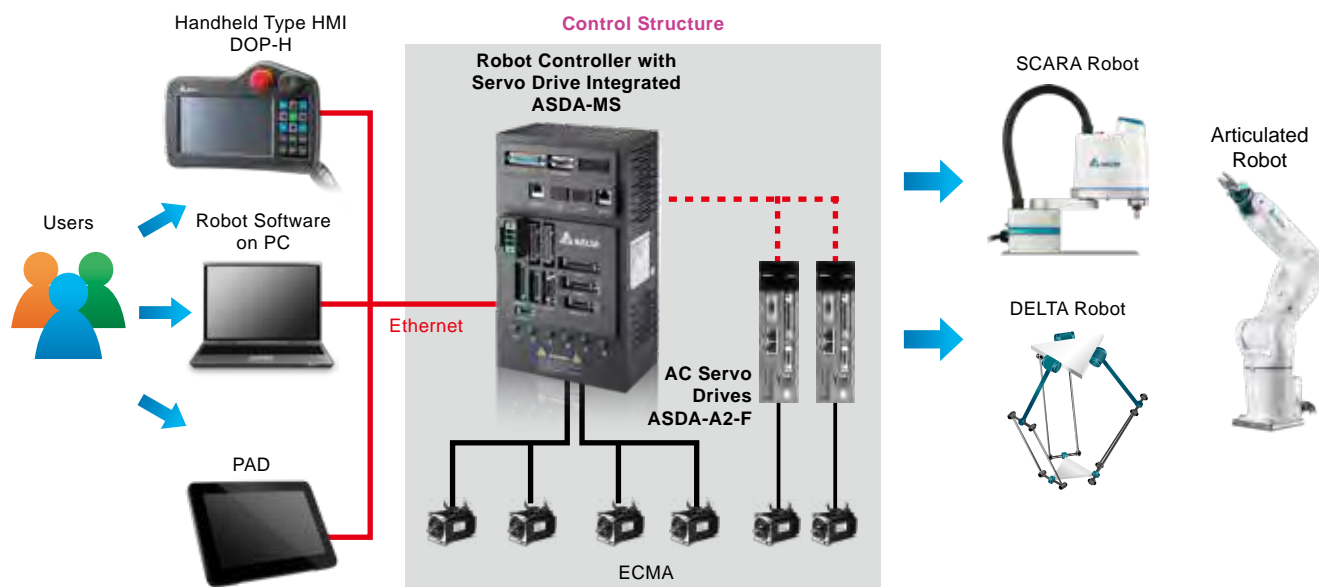 Control Structure
Handheld Type HMI
DOP-H
Robot Controller with
Servo Drive Integrated
ASDA-MS
SCARA Robot
Articulated
Robot
Users
Robot Software
on PC
Ethernet
DELTA Robot
AC Servo
Drives
ASDA-A2-F
PAD
ECMA